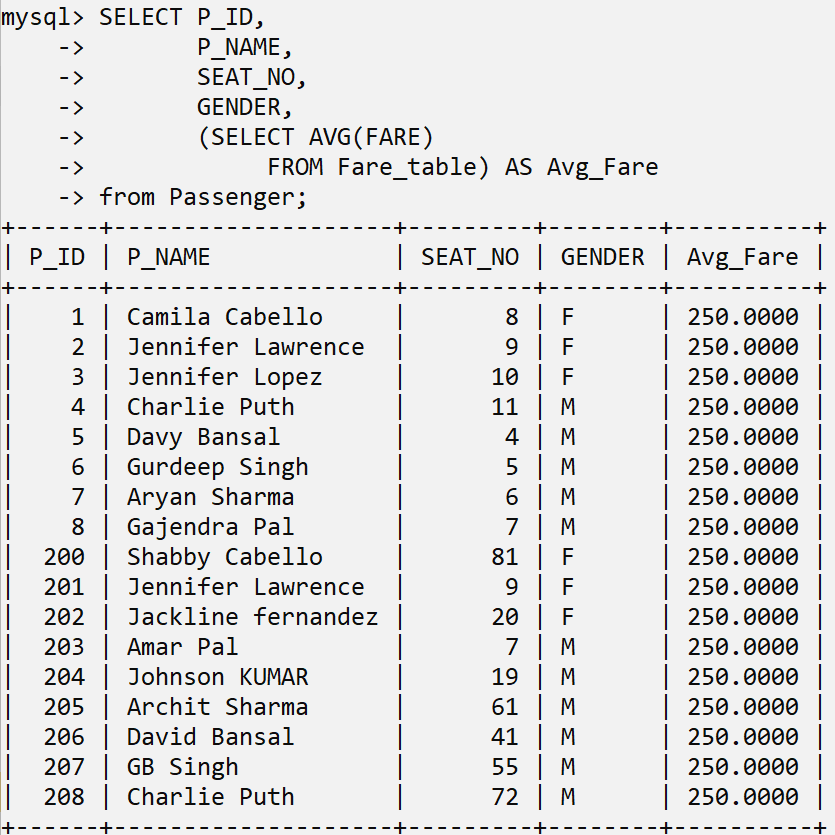 mysql> SELECT P_ID,
    ->        P_NAME,
    ->        SEAT_NO,
    ->        GENDER,
    ->        (SELECT AVG(FARE)
    ->             FROM Fare_table) AS Avg_Fare
    -> from Passenger;
+------+--------------------+---------+--------+----------+
| P_ID | P_NAME             | SEAT_NO | GENDER | Avg_Fare |
+------+--------------------+---------+--------+----------+
|    1 | Camila Cabello     |       8 | F      | 250.0000 |
|    2 | Jennifer Lawrence  |       9 | F      | 250.0000 |
|    3 | Jennifer Lopez     |      10 | F      | 250.0000 |
|    4 | Charlie Puth       |      11 | M      | 250.0000 |
|    5 | Davy Bansal        |       4 | M      | 250.0000 |
|    6 | Gurdeep Singh      |       5 | M      | 250.0000 |
|    7 | Aryan Sharma       |       6 | M      | 250.0000 |
|    8 | Gajendra Pal       |       7 | M      | 250.0000 |
|  200 | Shabby Cabello     |      81 | F      | 250.0000 |
|  201 | Jennifer Lawrence  |       9 | F      | 250.0000 |
|  202 | Jackline fernandez |      20 | F      | 250.0000 |
|  203 | Amar Pal           |       7 | M      | 250.0000 |
|  204 | Johnson KUMAR      |      19 | M      | 250.0000 |
|  205 | Archit Sharma      |      61 | M      | 250.0000 |
|  206 | David Bansal       |      41 | M      | 250.0000 |
|  207 | GB Singh           |      55 | M      | 250.0000 |
|  208 | Charlie Puth       |      72 | M      | 250.0000 |
+------+--------------------+---------+--------+----------+